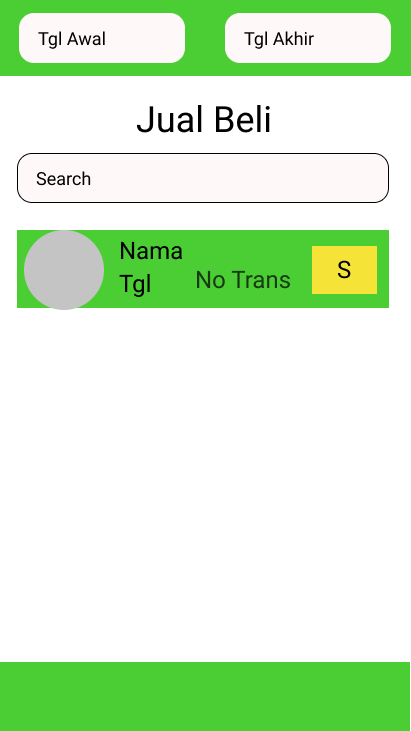 Tgl Awal
Tgl Akhir
Jual Beli
Search
Nama
Tgl
No Trans
S